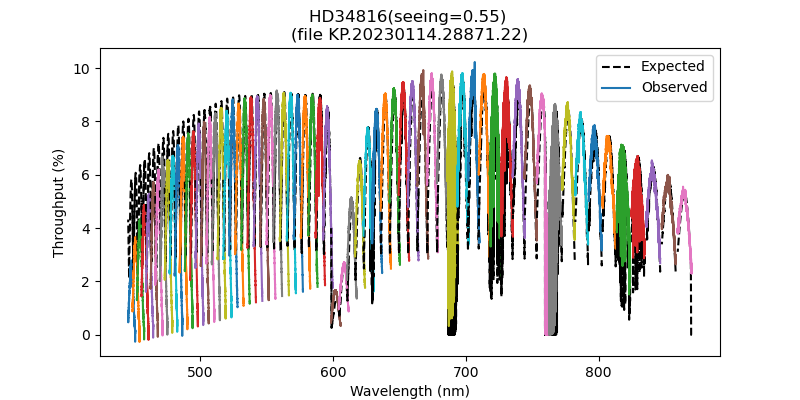 HD34816(seeing=0.55)
(file KP.20230114.28871.22)
Expected
Observed
10
8
6
4
2
0
Throughput (%)
500
600
700
800
Wavelength (nm)